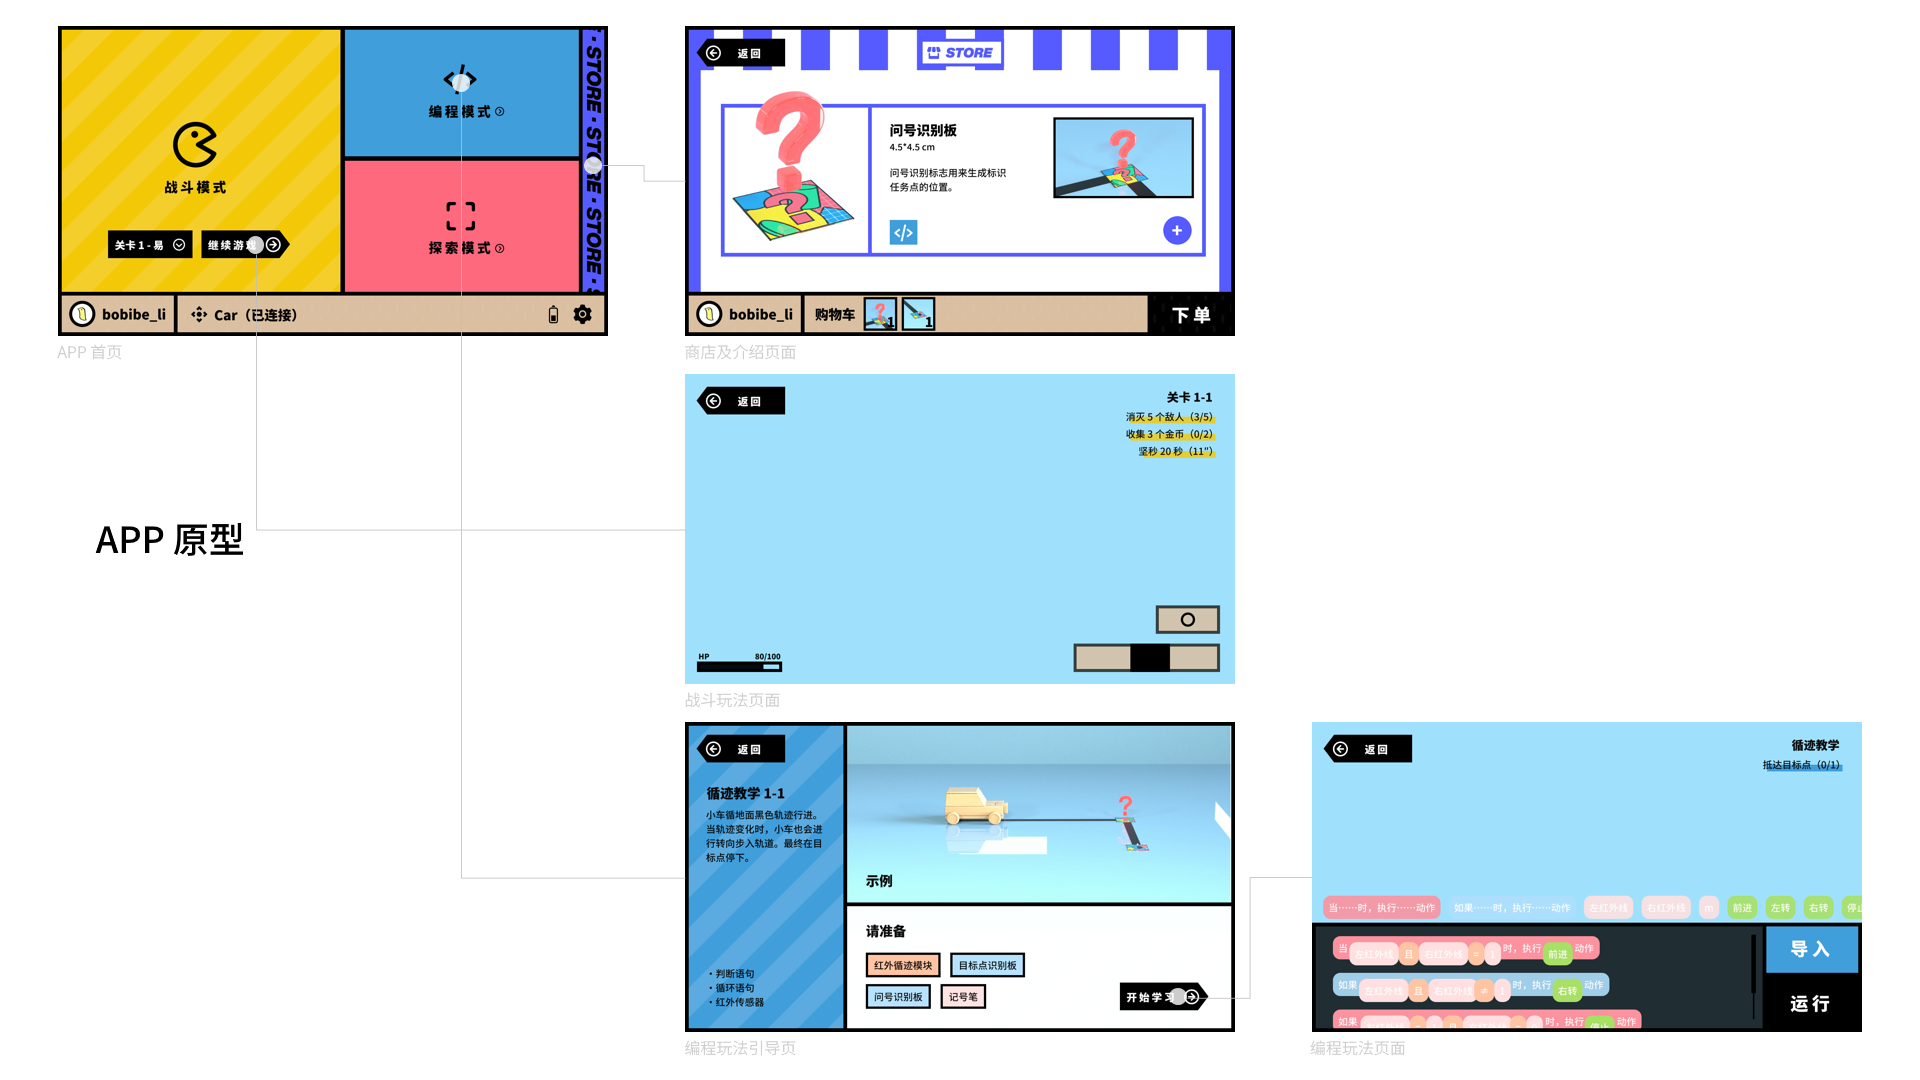 战斗模式
关卡 1 - 易
继续游戏
编程模式
探索模式
· STORE · STORE · STORE ·
bobibe_li
Car（已连接）
APP 首页
返回
STORE
问号识别板
4.5*4.5 cm
问号识别标志用来生成标识
任务点的位置。
</>
+
bobibe_li
购物车
1
1
下单
商店及介绍页面
返回
关卡 1-1
消灭 5 个敌人（3/5）
收集 3 个金币（0/2）
坚秒 20 秒（11"）
HP
80/100
战斗玩法页面
APP 原型
返回
循迹教学 1-1
小车循地面黑色轨迹行进。
当轨迹变化时，小车也会进
行转向步入轨道。最终在目
标点停下。
· 判断语句
· 循环语句
· 红外传感器
示例
请准备
红外循迹模块
目标点识别板
问号识别板
记号笔
开始学习
编程玩法引导页
返回
循迹教学
抵达目标点（0/1）
当……时，执行……动作
如果……时，执行……动作
左红外线
右红外线
m
前进
左转
右转
停止
当 左红外线 且 右红外线 = 1 时，执行 前进 动作
如果 左红外线 且 右红外线 ≠ 1 时，执行 右转 动作
如果 时，执行 停止 动作
导入
运行
编程玩法页面